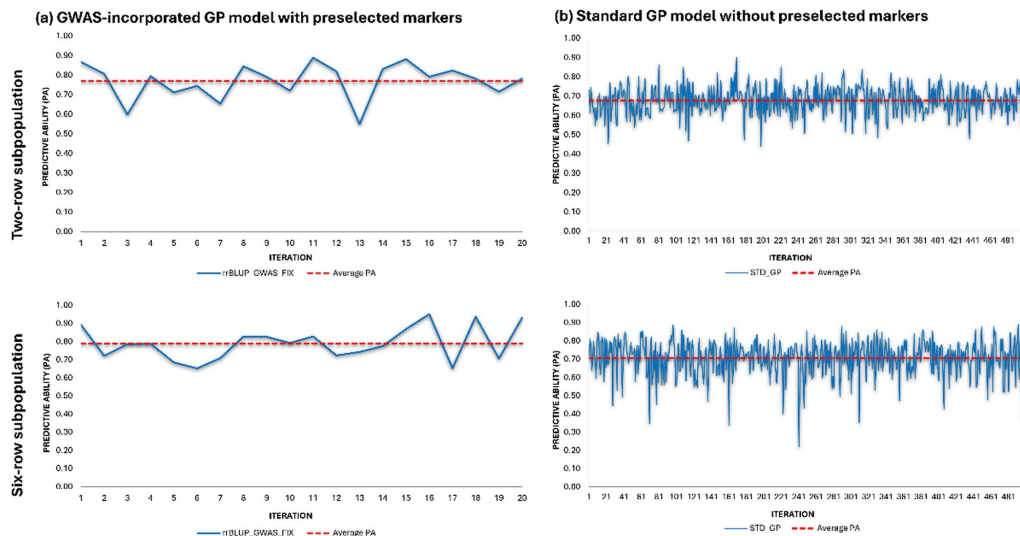 (a) GWAS-incorporated GP model with preselected markers
(b) Standard GP model without preselected markers
Two-row subpopulation
PREDICTIVE ABILITY (PA)
1.00
0.90
0.80
0.70
0.60
0.50
0.40
0.30
0.20
0.10
0.00
1 2 3 4 5 6 7 8 9 10 11 12 13 14 15 16 17 18 19 20
ITERATION
rrBLUP_GWAS_FIX Average PA
PREDICTIVE ABILITY (PA)
1.00
0.90
0.80
0.70
0.60
0.50
0.40
0.30
0.20
0.10
0.00
1 21 41 61 81 101 121 141 161 181 201 221 241 261 281 301 321 341 361 381 401 421 441 461 481
ITERATION
STD_GP Average PA
Six-row subpopulation
PREDICTIVE ABILITY (PA)
1.00
0.90
0.80
0.70
0.60
0.50
0.40
0.30
0.20
0.10
0.00
1 2 3 4 5 6 7 8 9 10 11 12 13 14 15 16 17 18 19 20
ITERATION
rrBLUP_GWAS_FIX Average PA
PREDICTIVE ABILITY (PA)
1.00
0.90
0.80
0.70
0.60
0.50
0.40
0.30
0.20
0.10
0.00
1 21 41 61 81 101 121 141 161 181 201 221 241 261 281 301 321 341 361 381 401 421 441 461 481
ITERATION
STD_GP Average PA